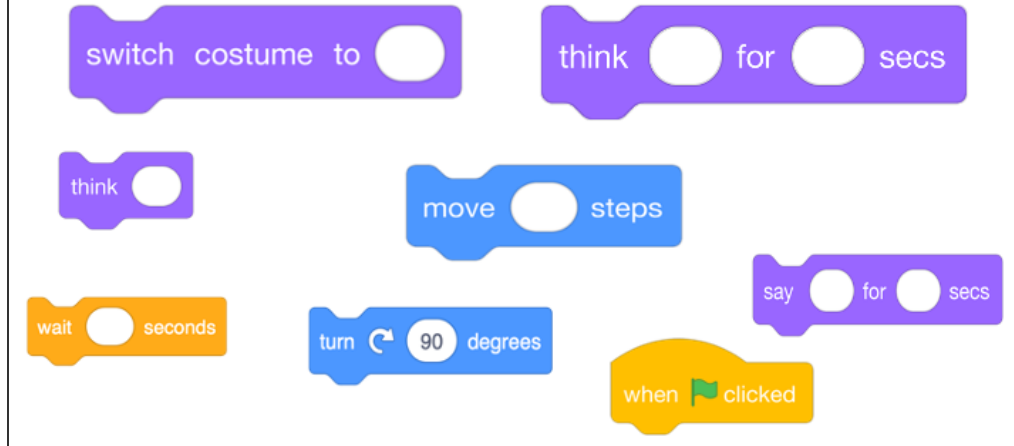 switch costume to
think for secs
think
move steps
say for secs
wait seconds
turn 90 degrees
when clicked